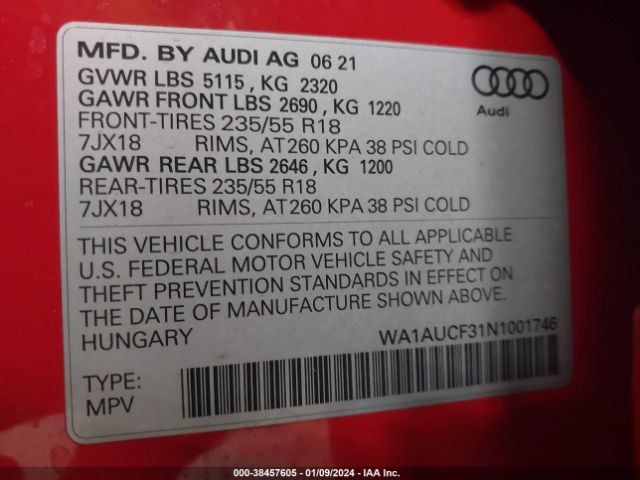 MFD. BY AUDI AG 06 21
GVWR LBS 5115 , KG 2320
GAWR FRONT LBS 2690 , KG 1220
FRONT-TIRES 235/55 R18
7JX18 RIMS, AT 260 KPA 38 PSI COLD
GAWR REAR LBS 2646 , KG 1200
REAR-TIRES 235/55 R18
7JX18 RIMS, AT 260 KPA 38 PSI COLD
Audi
THIS VEHICLE CONFORMS TO ALL APPLICABLE
U.S. FEDERAL MOTOR VEHICLE SAFETY AND
THEFT PREVENTION STANDARDS IN EFFECT ON
THE DATE OF MANUFACTURE SHOWN ABOVE.
HUNGARY
WA1AUCF31N1001746
TYPE:
MPV
000-38457605 - 01/09/2024 - IAA Inc.